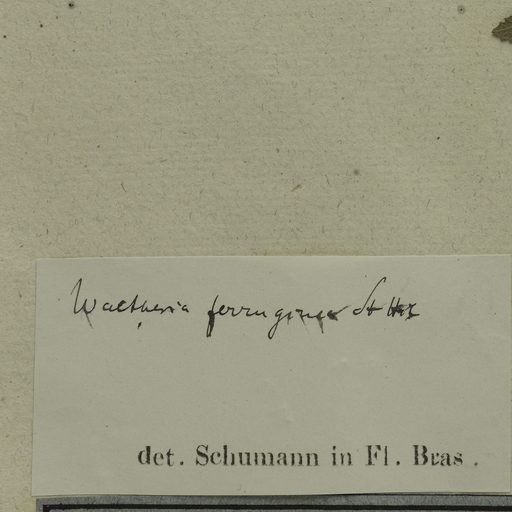 Waltheria ferruginea St Hil
det. Schumann in Fl. Bras.